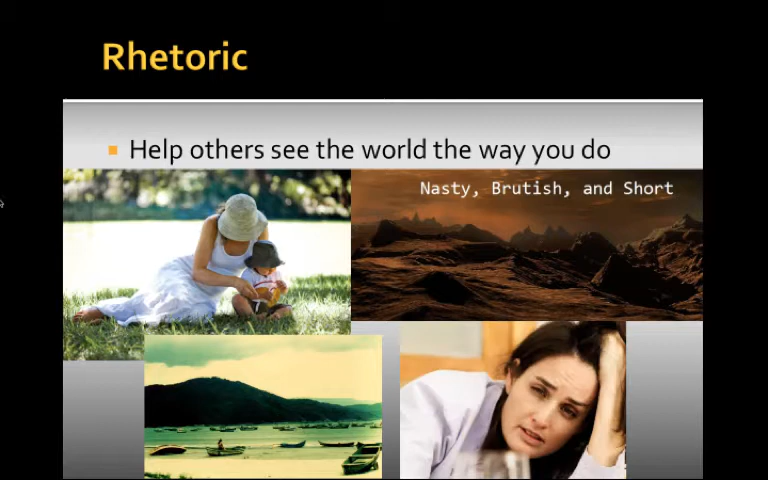 Rhetoric
Help others see the world the way you do
Nasty, Brutish, and Short